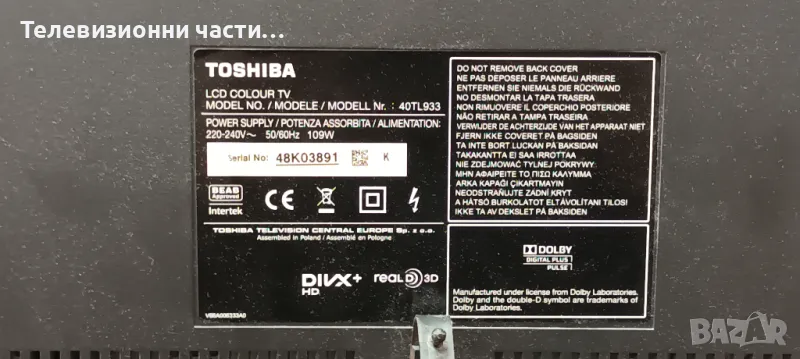 Телевизионни части…
TOSHIBA
LCD COLOUR TV
MODEL NO. / MODELE / MODELL Nr. : 40TL933
POWER SUPPLY / POTENZA ASSORBITA / ALIMENTATION:
220-240V~ 50/60Hz 109W
Serial No: 48K03891 K
BEAB
Approved
Intertek
CE
TOSHIBA TELEVISION CENTRAL EUROPE Sp. z o.o.
Assembled in Poland / Assemblé en Pologne
DIVX+
HD
REAL D 3D
DO NOT REMOVE BACK COVER
NE PAS DEPOSER LE PANNEAU ARRIERE
ENTFERNEN SIE NIEMALS DIE RÜCKWAND
NO DESMONTAR LA TAPA TRASERA
NON RIMUOVERE IL COPERCHIO POSTERIORE
NÃO RETIRAR A TAMPA TRASEIRA
VERWIJDER DE ACHTERZIJDE VAN HET APPARAAT NIET
FJERN IKKE COVERET PA BAGSIDEN
TA INTE BORT LUCKAN PA BAKSIDAN
TAKAKANTTA EI SAA IRROTTAA
NIE ZDEJMOWAĆ TYLNEJ POKRYWY
ΜΗΝ ΑΦΑΙΡΕΙΤΕ ΤΟ ΠΙΣΩ ΚΑΛΥΜΜΑ
ARKA KAPAĞI ÇIKARTMAYIN
NEODSTRAŇUJTE ZADNÍ KRYT
A HÁTSÓ BURKOLATOT ELTÁVOLÍTANI TILOS!
IKKE TA AV DEKSLET PÅ BAKSIDEN
DOLBY
DIGITAL PLUS
PULSE
Manufactured under license from Dolby Laboratories.
Dolby and the double-D symbol are trademarks of
Dolby Laboratories.
BAZAR